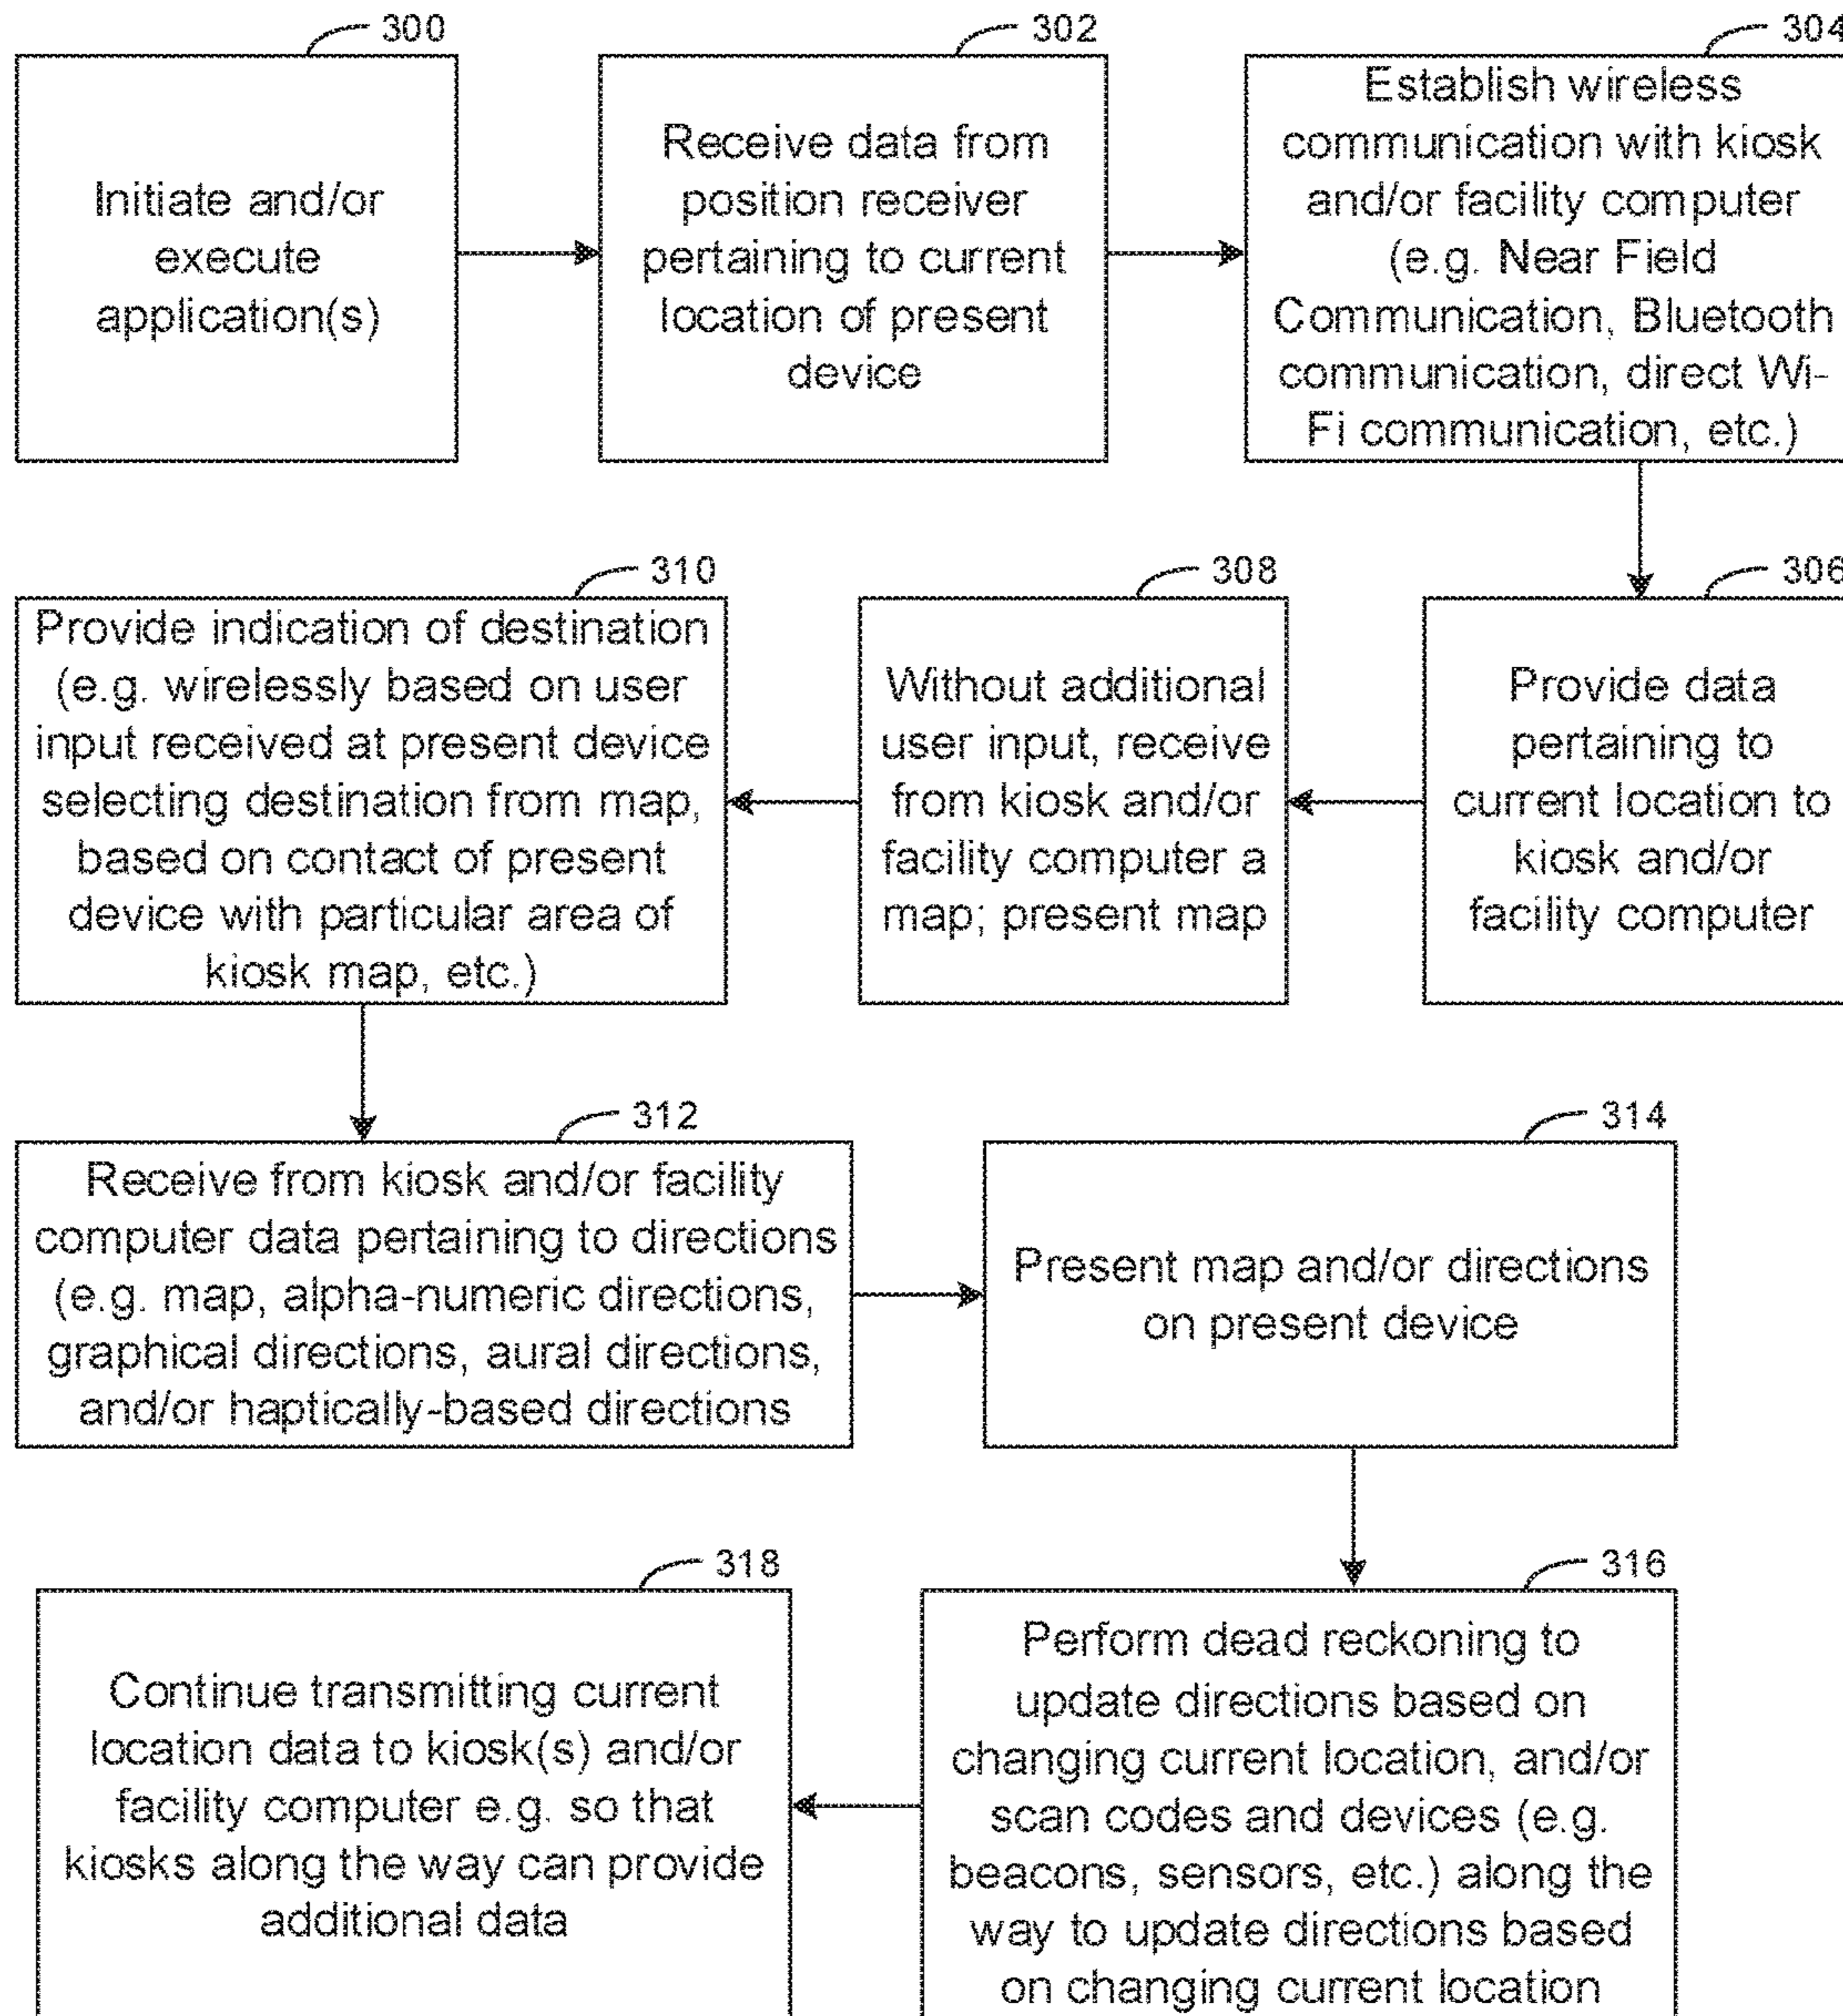 300
Initiate and/or
execute
application(s)
302
Receive data from
position receiver
pertaining to current
location of present
device
304
Establish wireless
communication with kiosk
and/or facility computer
(e.g. Near Field
Communication, Bluetooth
communication, direct Wi-
Fi communication, etc.)
306
Provide data
pertaining to
current location to
kiosk and/or
facility computer
308
Without additional
user input, receive
from kiosk and/or
facility computer a
map; present map
310
Provide indication of destination
(e.g. wirelessly based on user
input received at present device
selecting destination from map,
based on contact of present
device with particular area of
kiosk map, etc.)
312
Receive from kiosk and/or facility
computer data pertaining to directions
(e.g. map, alpha-numeric directions,
graphical directions, aural directions,
and/or haptically-based directions
314
Present map and/or directions
on present device
316
Perform dead reckoning to
update directions based on
changing current location, and/or
scan codes and devices (e.g.
beacons, sensors, etc.) along the
way to update directions based
on changing current location
318
Continue transmitting current
location data to kiosk(s) and/or
facility computer e.g. so that
kiosks along the way can provide
additional data